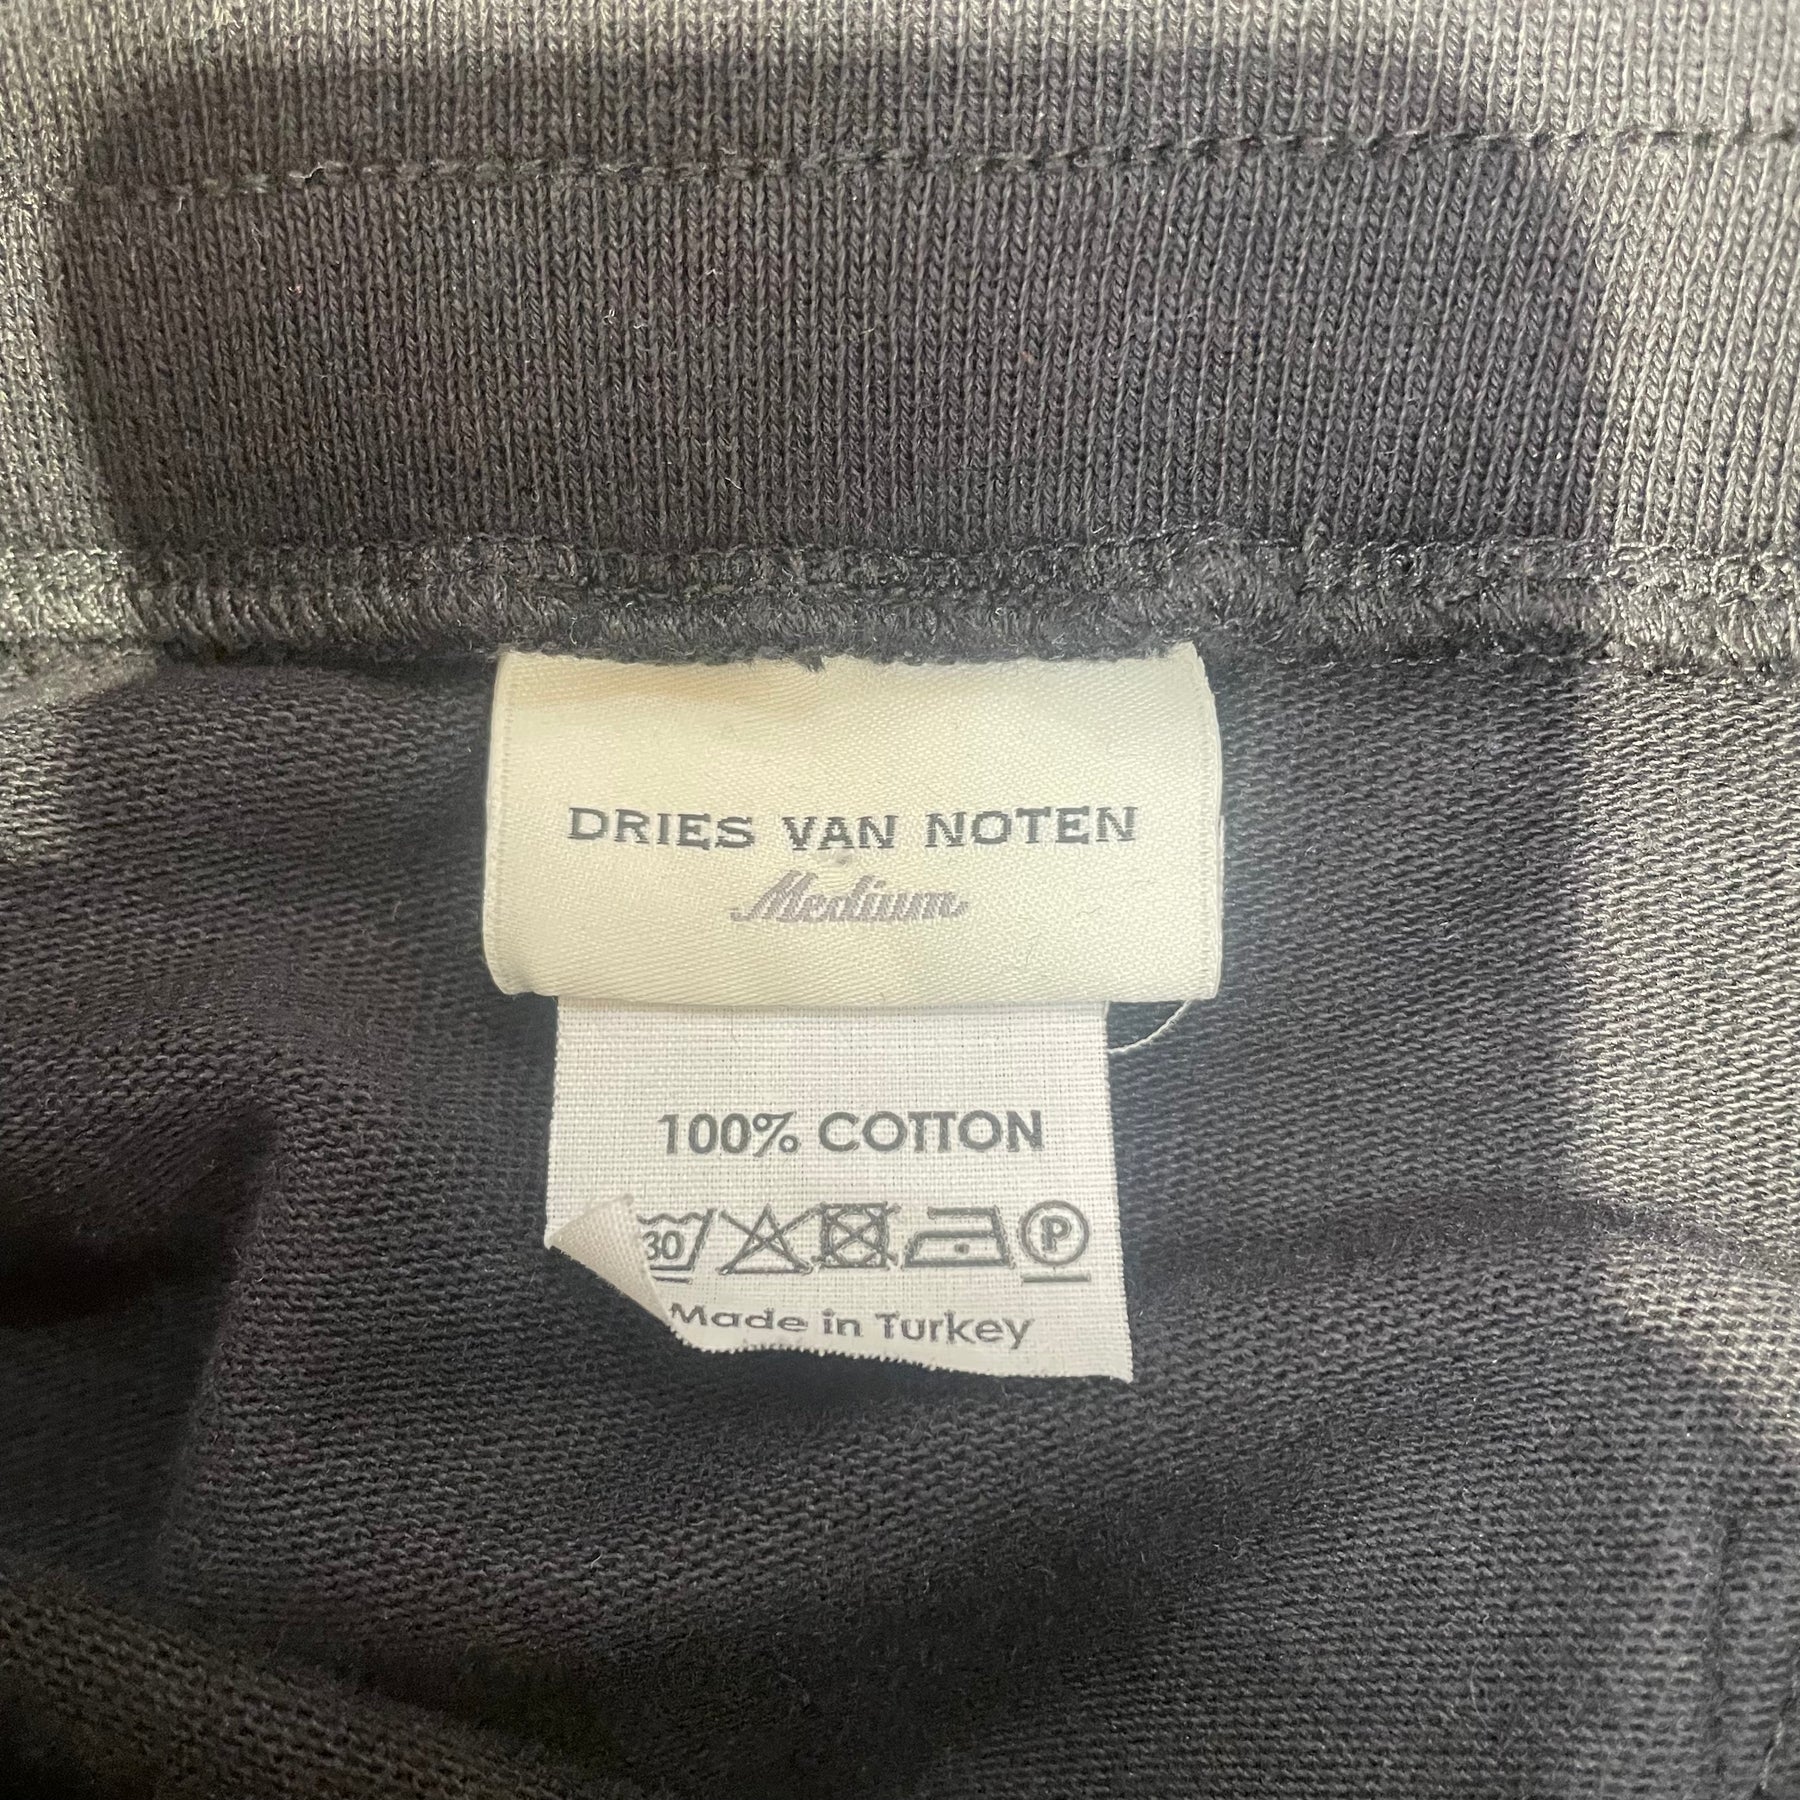 DRIES VAN NOTEN
Medium
100% COTTON
30 P
Made in Turkey